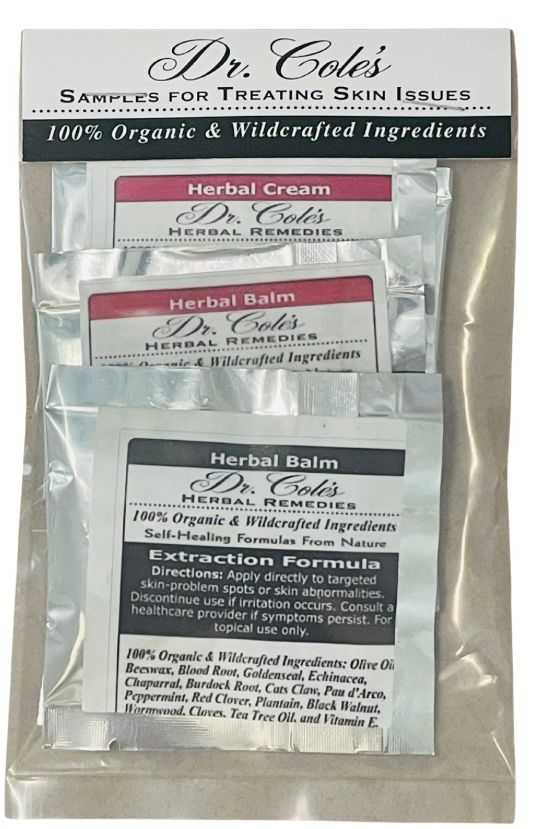 Dr. Cole's
SAMPLES FOR TREATING SKIN ISSUES
100% Organic & Wildcrafted Ingredients
Herbal Cream
Dr. Cole's
HERBAL REMEDIES
Herbal Balm
Dr. Cole's
HERBAL REMEDIES
Organic & Wildcrafted Ingredients
Herbal Balm
Dr. Cole's
HERBAL REMEDIES
100% Organic & Wildcrafted Ingredients
Self-Healing Formulas From Nature
Extraction Formula
Directions: Apply directly to targeted
skin-problem spots or skin abnormalities.
Discontinue use if irritation occurs. Consult a
healthcare provider if symptoms persist. For
topical use only.
100% Organic & Wildcrafted Ingredients: Olive Oil
Beeswax, Blood Root, Goldenseal, Echinacea,
Chaparral, Burdock Root, Cats Claw, Pau d'Arco,
Peppermint, Red Clover, Plantain, Black Walnut,
Wormwood, Cloves, Tea Tree Oil, and Vitamin E.